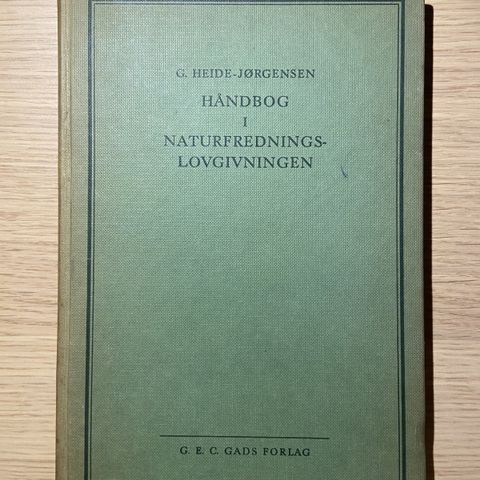 G. HEIDE-JØRGENSEN
HÅNDBOG
I
NATURFREDNINGS-
LOVGIVNINGEN
G. E. C. GADS FORLAG